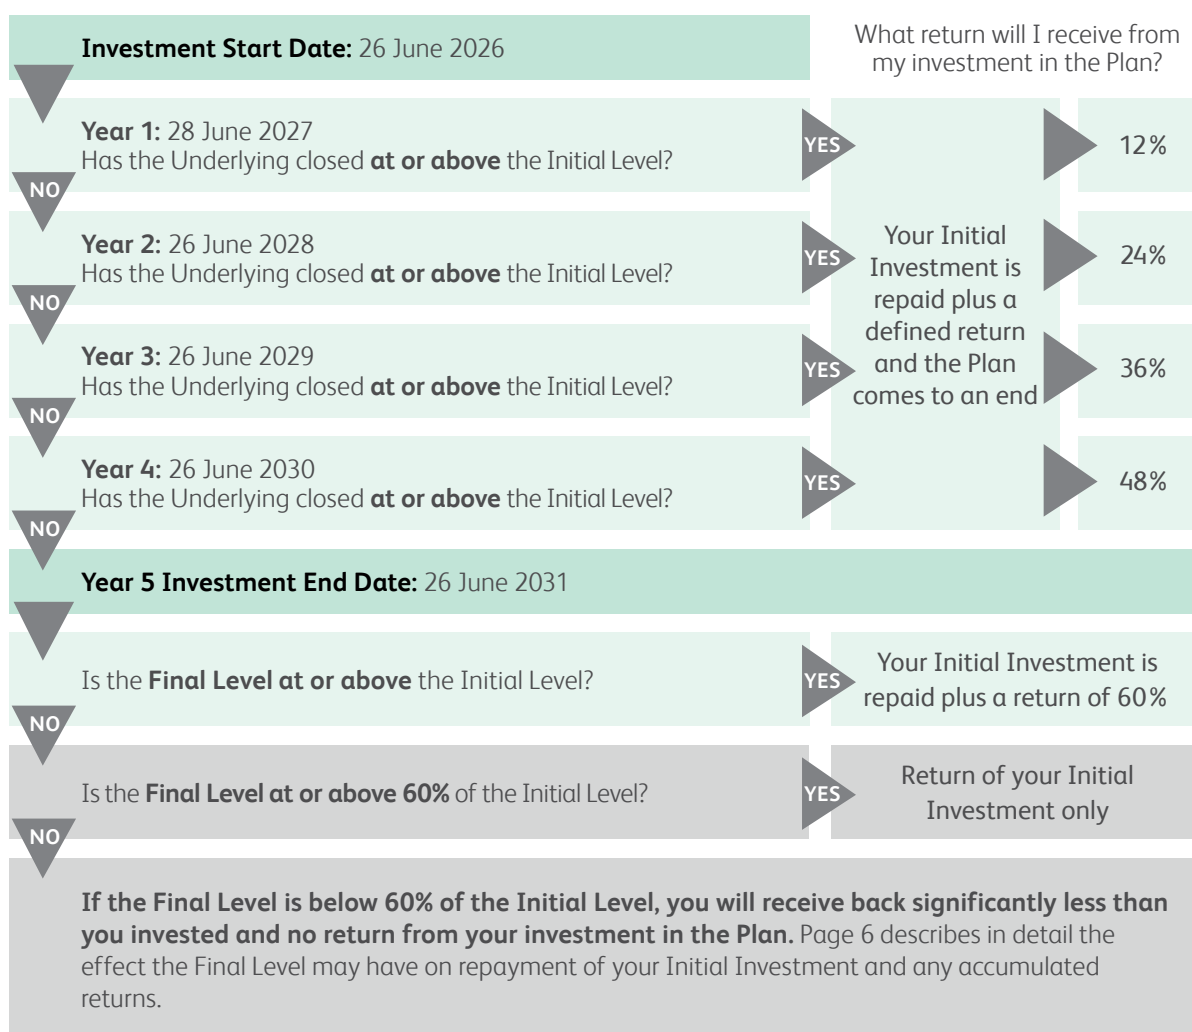 Investment Start Date: 26 June 2026
What return will I receive from
my investment in the Plan?
Year 1: 28 June 2027
Has the Underlying closed at or above the Initial Level?
YES
12%
NO
Year 2: 26 June 2028
Has the Underlying closed at or above the Initial Level?
YES
24%
NO
Year 3: 26 June 2029
Has the Underlying closed at or above the Initial Level?
YES
36%
NO
Year 4: 26 June 2030
Has the Underlying closed at or above the Initial Level?
YES
48%
NO
Your Initial
Investment is
repaid plus a
defined return
and the Plan
comes to an end
Year 5 Investment End Date: 26 June 2031
Is the Final Level at or above the Initial Level?
YES
Your Initial Investment is
repaid plus a return of 60%
NO
Is the Final Level at or above 60% of the Initial Level?
YES
Return of your Initial
Investment only
NO
If the Final Level is below 60% of the Initial Level, you will receive back significantly less than
you invested and no return from your investment in the Plan. Page 6 describes in detail the
effect the Final Level may have on repayment of your Initial Investment and any accumulated
returns.